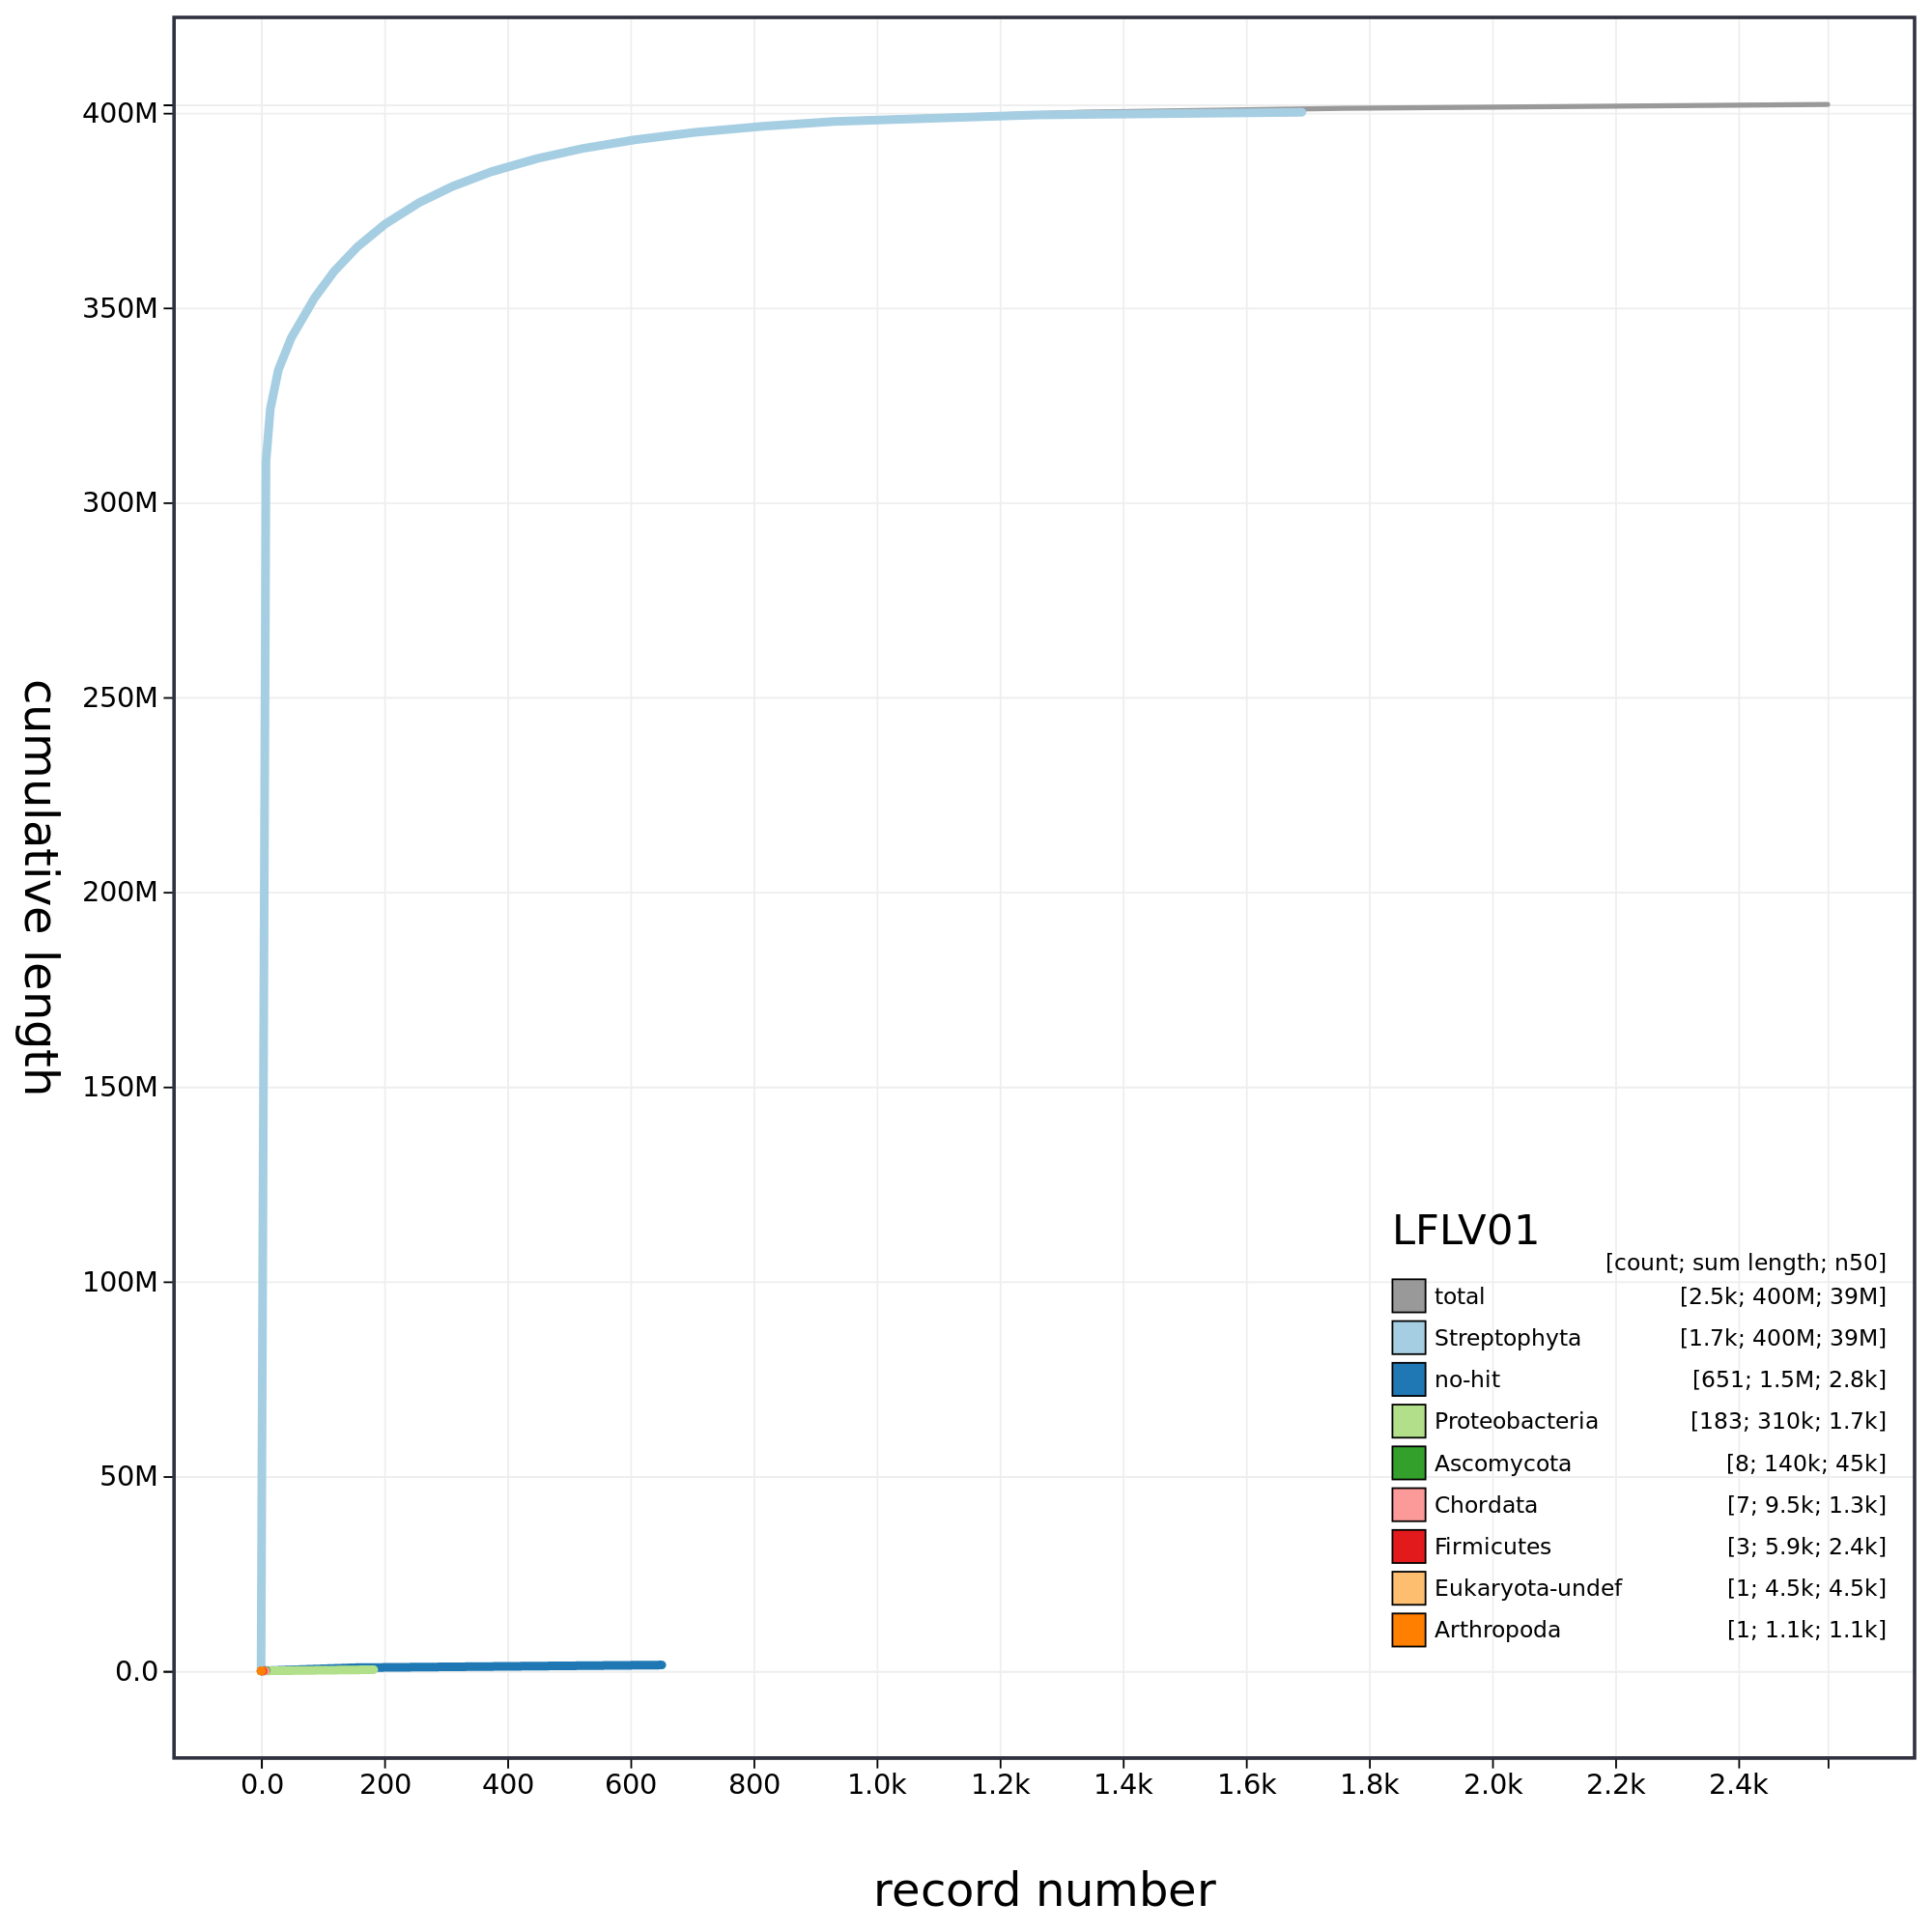 400M
350M
300M
250M
200M
150M
100M
50M
0.0
cumulative length
LFLV01
[count; sum length; n50]
total [2.5k; 400M; 39M]
Streptophyta [1.7k; 400M; 39M]
no-hit [651; 1.5M; 2.8k]
Proteobacteria [183; 310k; 1.7k]
Ascomycota [8; 140k; 45k]
Chordata [7; 9.5k; 1.3k]
Firmicutes [3; 5.9k; 2.4k]
Eukaryota-undef [1; 4.5k; 4.5k]
Arthropoda [1; 1.1k; 1.1k]
0.0 200 400 600 800 1.0k 1.2k 1.4k 1.6k 1.8k 2.0k 2.2k 2.4k
record number